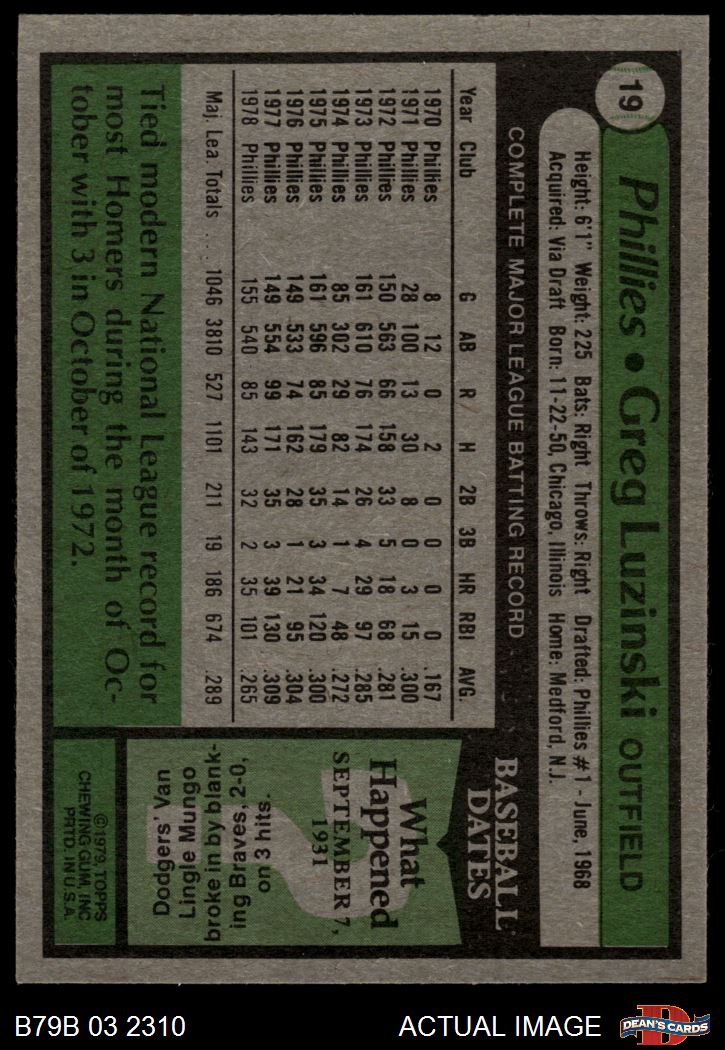 19
Phillies • Greg Luzinski OUTFIELD
Height: 6'1" Weight: 225 Bats: Right Throws: Right Drafted: Phillies #1 - June, 1968
Acquired: Via Draft Born: 11-22-50, Chicago, Illinois Home: Medford, N.J.
COMPLETE MAJOR LEAGUE BATTING RECORD
Year Club G AB R H 2B 3B HR RBI AVG.
1970 Phillies 8 12 0 2 0 0 0 0 .167
1971 Phillies 28 100 13 30 8 0 3 15 .300
1972 Phillies 150 563 66 158 33 5 18 68 .281
1973 Phillies 161 610 76 174 26 4 29 97 .285
1974 Phillies 85 302 29 82 14 1 7 48 .272
1975 Phillies 161 596 85 179 35 3 34 120 .300
1976 Phillies 149 533 74 162 28 1 21 95 .304
1977 Phillies 149 554 99 171 35 3 39 130 .309
1978 Phillies 155 540 85 143 32 2 35 101 .265
Maj. Lea. Totals . . . 1046 3810 527 1101 211 19 186 674 .289
Tied modern National League record for
most Homers during the month of Oc-
tober with 3 in October of 1972.
BASEBALL
DATES
What
Happened
SEPTEMBER 7,
1931
?
Dodgers' Van
Lingle Mungo
broke in by blank-
ing Braves, 2-0,
on 3 hits.
©1979, TOPPS
CHEWING GUM, INC.
PRTD. IN U.S.A.
B79B 03 2310
ACTUAL IMAGE
D
DEAN'S CARDS